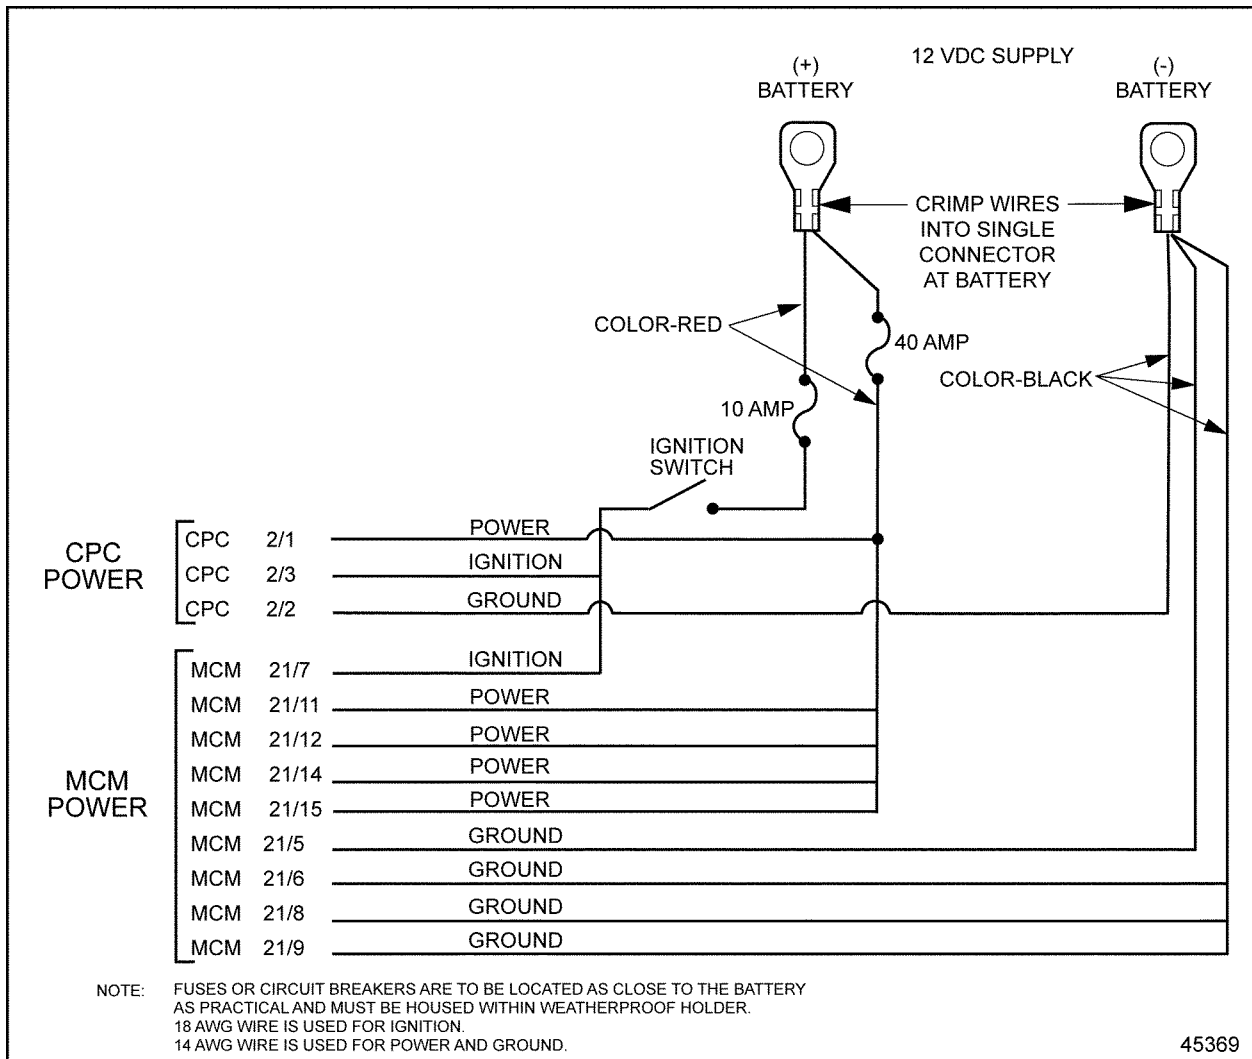 12 VDC SUPPLY
(+)
BATTERY
(-)
BATTERY
CRIMP WIRES
INTO SINGLE
CONNECTOR
AT BATTERY
COLOR-RED
40 AMP
COLOR-BLACK
10 AMP
IGNITION
SWITCH
CPC
POWER
CPC 2/1 POWER
CPC 2/3 IGNITION
CPC 2/2 GROUND
MCM
POWER
MCM 21/7 IGNITION
MCM 21/11 POWER
MCM 21/12 POWER
MCM 21/14 POWER
MCM 21/15 POWER
MCM 21/5 GROUND
MCM 21/6 GROUND
MCM 21/8 GROUND
MCM 21/9 GROUND
NOTE: FUSES OR CIRCUIT BREAKERS ARE TO BE LOCATED AS CLOSE TO THE BATTERY
AS PRACTICAL AND MUST BE HOUSED WITHIN WEATHERPROOF HOLDER.
18 AWG WIRE IS USED FOR IGNITION.
14 AWG WIRE IS USED FOR POWER AND GROUND.
45369